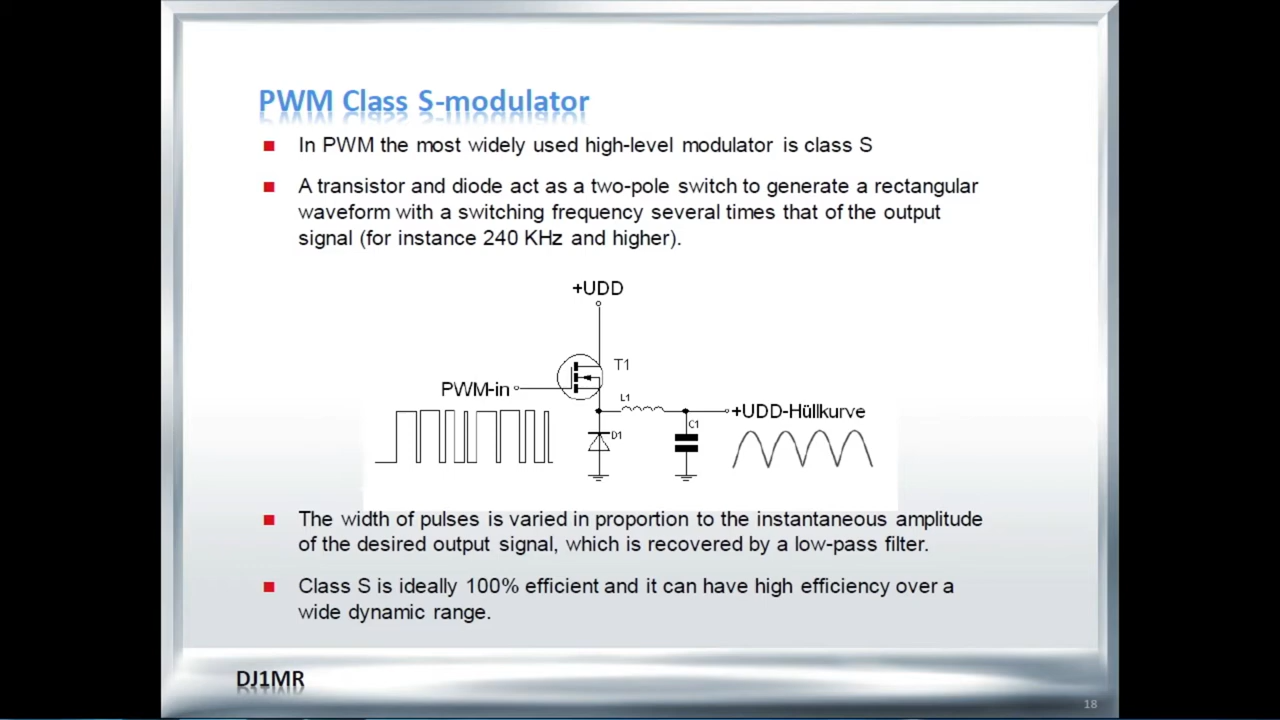 PWM Class S-modulator
In PWM the most widely used high-level modulator is class S
A transistor and diode act as a two-pole switch to generate a rectangular
waveform with a switching frequency several times that of the output
signal (for instance 240 KHz and higher).
+UDD
T1
PWM-in
L1
+UDD-Hüllkurve
C1
D1
The width of pulses is varied in proportion to the instantaneous amplitude
of the desired output signal, which is recovered by a low-pass filter.
Class S is ideally 100% efficient and it can have high efficiency over a
wide dynamic range.
DJ1MR
18